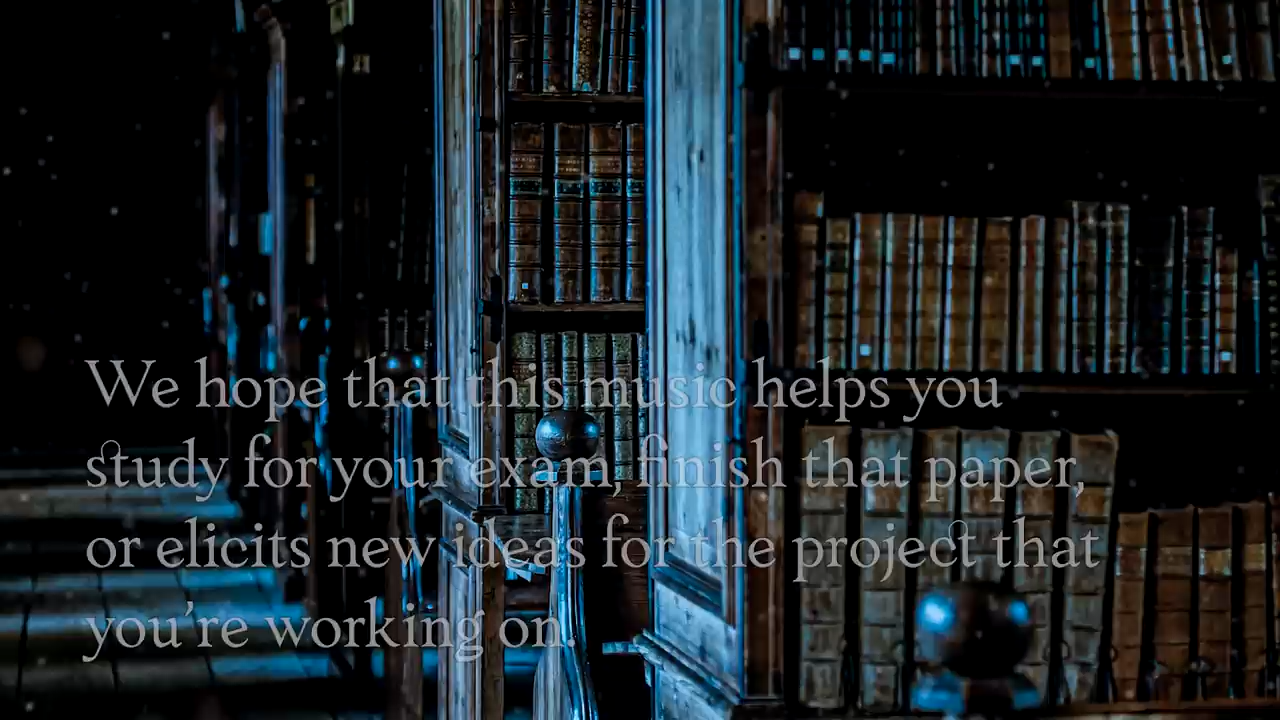 We hope that this music helps you
study for your exam, finish that paper,
or elicits new ideas for the project that
you're working on.